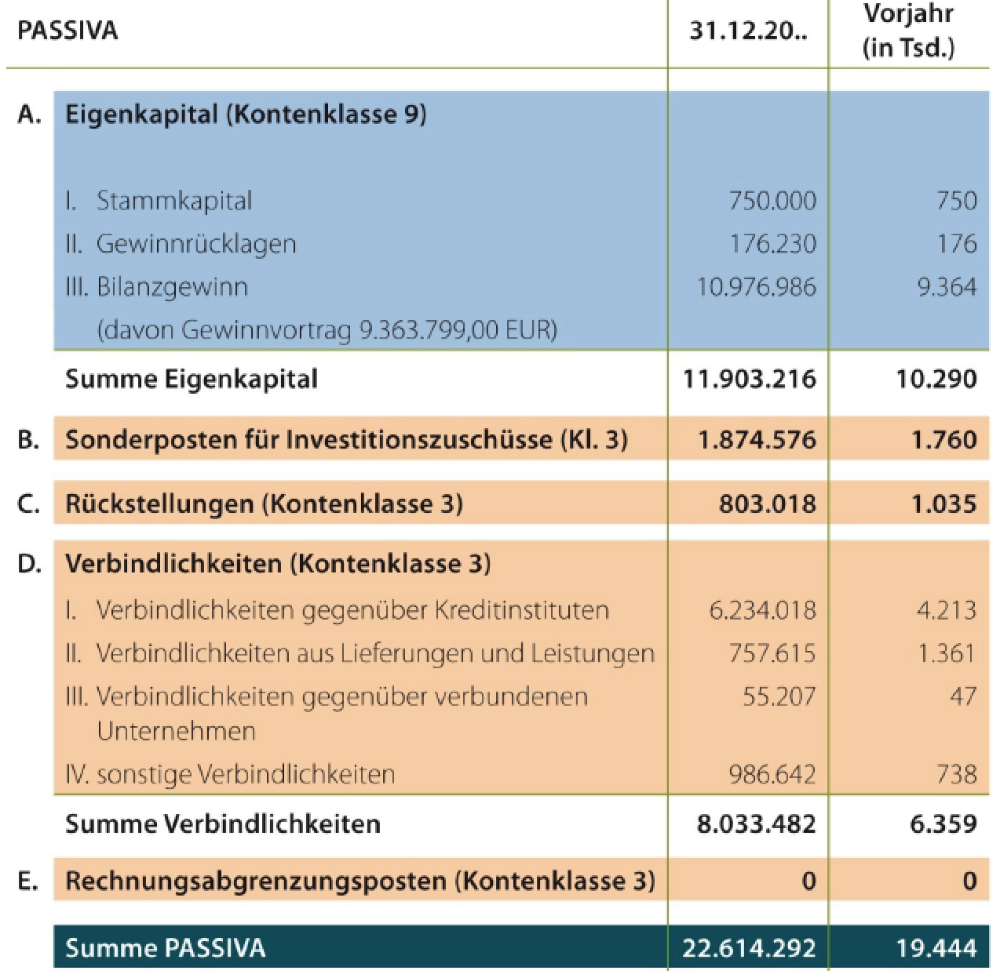 PASSIVA 31.12.20.. Vorjahr
(in Tsd.)
A. Eigenkapital (Kontenklasse 9)
I. Stammkapital 750.000 750
II. Gewinnrücklagen 176.230 176
III. Bilanzgewinn 10.976.986 9.364
(davon Gewinnvortrag 9.363.799,00 EUR)
Summe Eigenkapital 11.903.216 10.290
B. Sonderposten für Investitionszuschüsse (Kl. 3) 1.874.576 1.760
C. Rückstellungen (Kontenklasse 3) 803.018 1.035
D. Verbindlichkeiten (Kontenklasse 3)
I. Verbindlichkeiten gegenüber Kreditinstituten 6.234.018 4.213
II. Verbindlichkeiten aus Lieferungen und Leistungen 757.615 1.361
III. Verbindlichkeiten gegenüber verbundenen 55.207 47
Unternehmen
IV. sonstige Verbindlichkeiten 986.642 738
Summe Verbindlichkeiten 8.033.482 6.359
E. Rechnungsabgrenzungsposten (Kontenklasse 3) 0 0
Summe PASSIVA 22.614.292 19.444